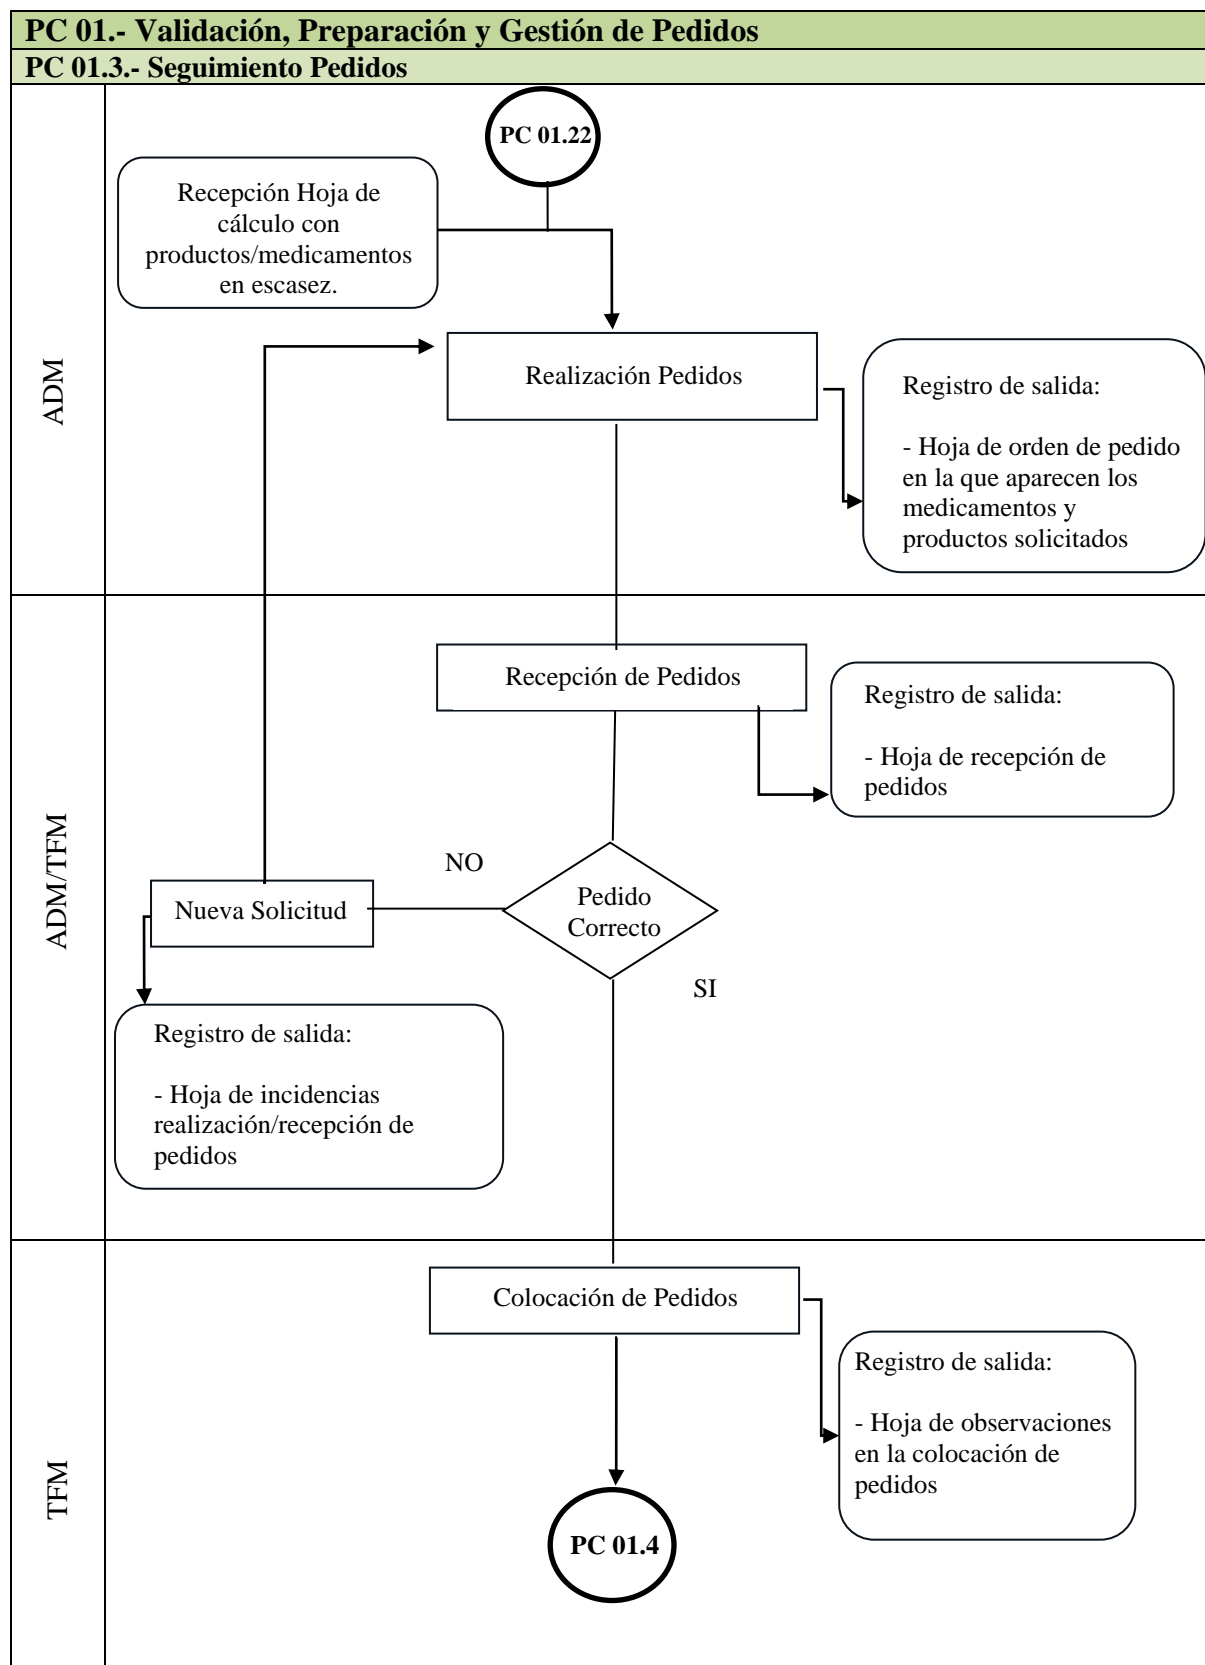 PC 01.- Validación, Preparación y Gestión de Pedidos
PC 01.3.- Seguimiento Pedidos
PC 01.22
Recepción Hoja de
cálculo con
productos/medicamentos
en escasez.
ADM
Realización Pedidos
Registro de salida:
- Hoja de orden de pedido
en la que aparecen los
medicamentos y
productos solicitados
ADM/TFM
Recepción de Pedidos
Registro de salida:
- Hoja de recepción de
pedidos
NO
Pedido
Correcto
Nueva Solicitud
SI
Registro de salida:
- Hoja de incidencias
realización/recepción de
pedidos
TFM
Colocación de Pedidos
Registro de salida:
- Hoja de observaciones
en la colocación de
pedidos
PC 01.4